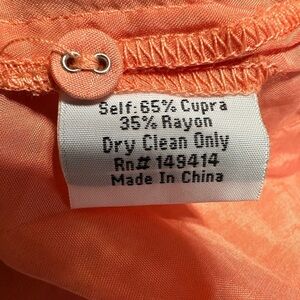 Self: 65% Cupra
35% Rayon
Dry Clean Only
Rn# 149414
Made In China